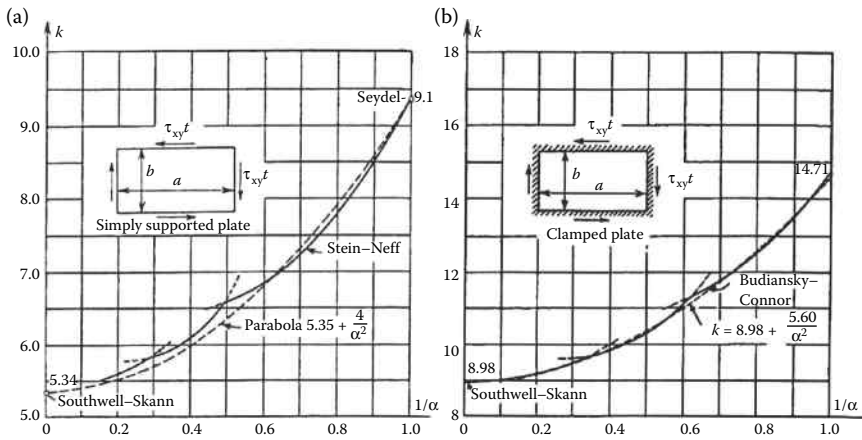 (a)
k
10.0
9.0
8.0
7.0
6.0
5.0
0
0.2
0.4
0.6
0.8
1.0
1/α
Seydel- 9.1
τxyt
τxyt
b
a
Simply supported plate
Stein–Neff
Parabola 5.35 + 4/α²
5.34
Southwell–Skann
(b)
k
18
16
15
14
12
10
8
0
0.2
0.4
0.6
0.8
1.0
1/α
14.71
τxyt
τxyt
b
a
Clamped plate
Budiansky–
Connor
k = 8.98 + 5.60/α²
8.98
Southwell–Skann